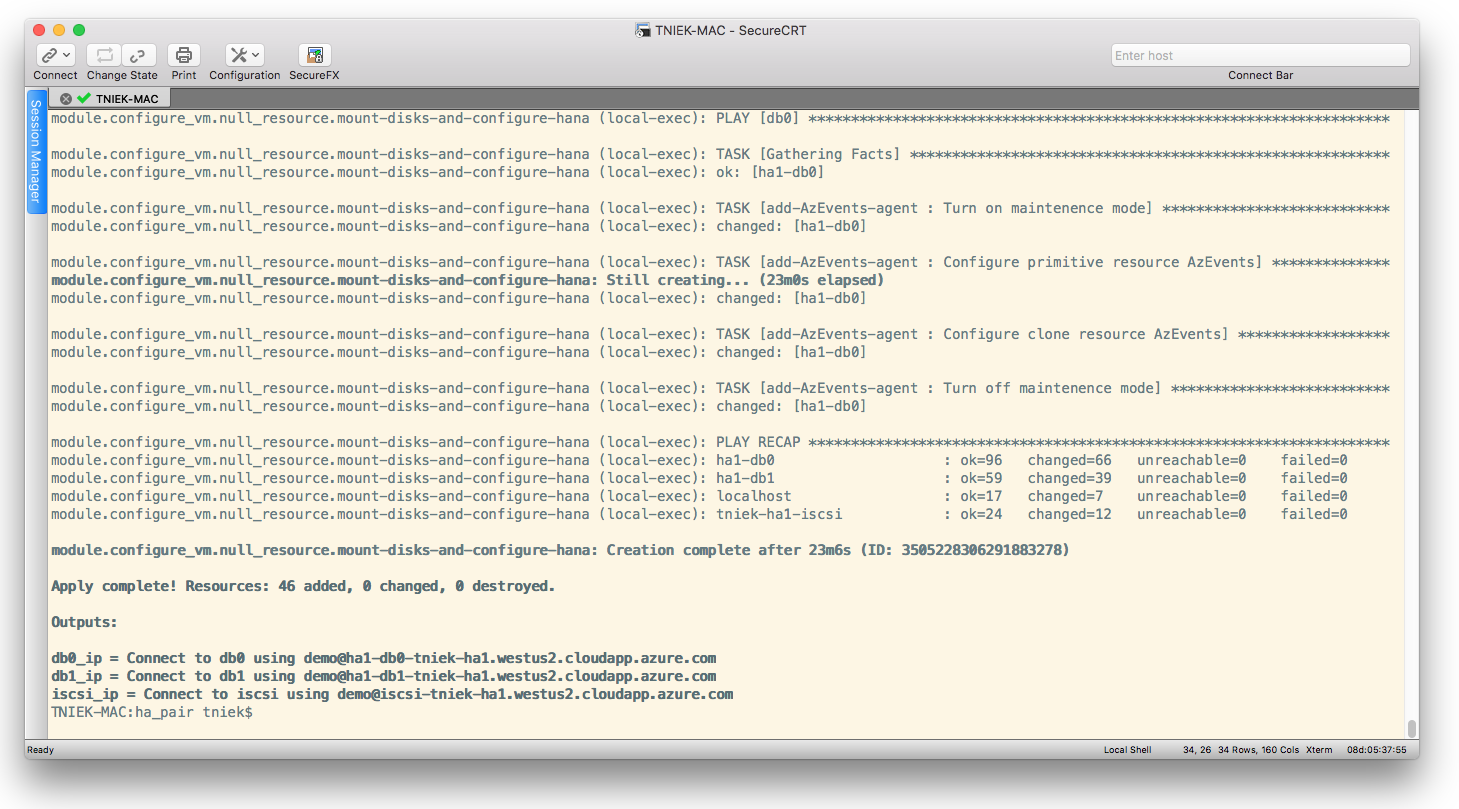 TNIEK-MAC - SecureCRT
Enter host
Connect Change State Print Configuration SecureFX Connect Bar
TNIEK-MAC
Session Manager
module.configure_vm.null_resource.mount-disks-and-configure-hana (local-exec): PLAY [db0] *********************************************************************
module.configure_vm.null_resource.mount-disks-and-configure-hana (local-exec): TASK [Gathering Facts] *********************************************************
module.configure_vm.null_resource.mount-disks-and-configure-hana (local-exec): ok: [ha1-db0]
module.configure_vm.null_resource.mount-disks-and-configure-hana (local-exec): TASK [add-AzEvents-agent : Turn on maintenence mode] ***************************
module.configure_vm.null_resource.mount-disks-and-configure-hana (local-exec): changed: [ha1-db0]
module.configure_vm.null_resource.mount-disks-and-configure-hana (local-exec): TASK [add-AzEvents-agent : Configure primitive resource AzEvents] **************
module.configure_vm.null_resource.mount-disks-and-configure-hana: Still creating... (23m0s elapsed)
module.configure_vm.null_resource.mount-disks-and-configure-hana (local-exec): changed: [ha1-db0]
module.configure_vm.null_resource.mount-disks-and-configure-hana (local-exec): TASK [add-AzEvents-agent : Configure clone resource AzEvents] ******************
module.configure_vm.null_resource.mount-disks-and-configure-hana (local-exec): changed: [ha1-db0]
module.configure_vm.null_resource.mount-disks-and-configure-hana (local-exec): TASK [add-AzEvents-agent : Turn off maintenence mode] **************************
module.configure_vm.null_resource.mount-disks-and-configure-hana (local-exec): changed: [ha1-db0]
module.configure_vm.null_resource.mount-disks-and-configure-hana (local-exec): PLAY RECAP *********************************************************************
module.configure_vm.null_resource.mount-disks-and-configure-hana (local-exec): ha1-db0 : ok=96 changed=66 unreachable=0 failed=0
module.configure_vm.null_resource.mount-disks-and-configure-hana (local-exec): ha1-db1 : ok=59 changed=39 unreachable=0 failed=0
module.configure_vm.null_resource.mount-disks-and-configure-hana (local-exec): localhost : ok=17 changed=7 unreachable=0 failed=0
module.configure_vm.null_resource.mount-disks-and-configure-hana (local-exec): tniek-ha1-iscsi : ok=24 changed=12 unreachable=0 failed=0
module.configure_vm.null_resource.mount-disks-and-configure-hana: Creation complete after 23m6s (ID: 3505228306291883278)
Apply complete! Resources: 46 added, 0 changed, 0 destroyed.
Outputs:
db0_ip = Connect to db0 using demo@ha1-db0-tniek-ha1.westus2.cloudapp.azure.com
db1_ip = Connect to db1 using demo@ha1-db1-tniek-ha1.westus2.cloudapp.azure.com
iscsi_ip = Connect to iscsi using demo@iscsi-tniek-ha1.westus2.cloudapp.azure.com
TNIEK-MAC:ha_pair tniek$
Ready Local Shell 34, 26 34 Rows, 160 Cols Xterm 08d:05:37:55